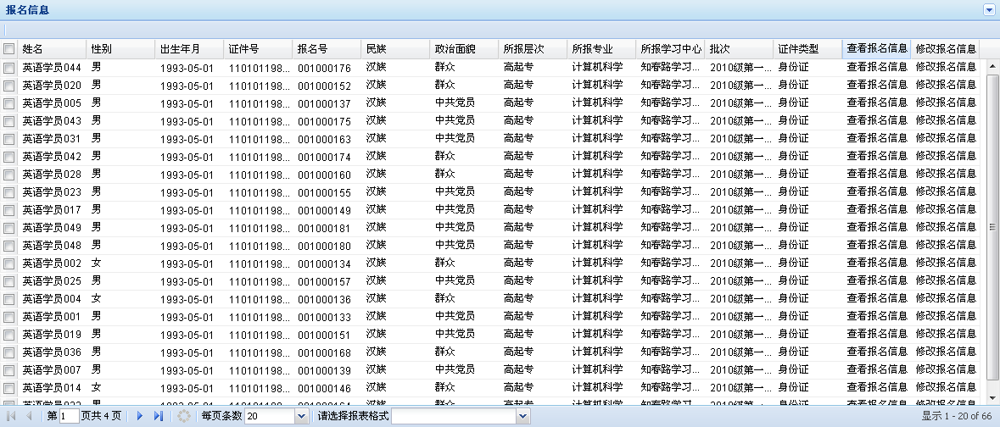 报名信息
姓名 性别 出生年月 证件号 报名号 民族 政治面貌 所报层次 所报专业 所报学习中心 批次 证件类型 查看报名信息 修改报名信息
英语学员044 男 1993-05-01 110101198... 001000176 汉族 群众 高起专 计算机科学 知春路学习... 2010级第一... 身份证 查看报名信息 修改报名信息
英语学员020 男 1993-05-01 110101198... 001000152 汉族 群众 高起专 计算机科学 知春路学习... 2010级第一... 身份证 查看报名信息 修改报名信息
英语学员005 男 1993-05-01 110101198... 001000137 汉族 中共党员 高起专 计算机科学 知春路学习... 2010级第一... 身份证 查看报名信息 修改报名信息
英语学员043 男 1993-05-01 110101198... 001000175 汉族 中共党员 高起专 计算机科学 知春路学习... 2010级第一... 身份证 查看报名信息 修改报名信息
英语学员031 男 1993-05-01 110101198... 001000163 汉族 中共党员 高起专 计算机科学 知春路学习... 2010级第一... 身份证 查看报名信息 修改报名信息
英语学员042 男 1993-05-01 110101198... 001000174 汉族 群众 高起专 计算机科学 知春路学习... 2010级第一... 身份证 查看报名信息 修改报名信息
英语学员028 男 1993-05-01 110101198... 001000160 汉族 群众 高起专 计算机科学 知春路学习... 2010级第一... 身份证 查看报名信息 修改报名信息
英语学员023 男 1993-05-01 110101198... 001000155 汉族 中共党员 高起专 计算机科学 知春路学习... 2010级第一... 身份证 查看报名信息 修改报名信息
英语学员017 男 1993-05-01 110101198... 001000149 汉族 中共党员 高起专 计算机科学 知春路学习... 2010级第一... 身份证 查看报名信息 修改报名信息
英语学员049 男 1993-05-01 110101198... 001000181 汉族 中共党员 高起专 计算机科学 知春路学习... 2010级第一... 身份证 查看报名信息 修改报名信息
英语学员048 男 1993-05-01 110101198... 001000180 汉族 中共党员 高起专 计算机科学 知春路学习... 2010级第一... 身份证 查看报名信息 修改报名信息
英语学员002 女 1993-05-01 110101198... 001000134 汉族 群众 高起专 计算机科学 知春路学习... 2010级第一... 身份证 查看报名信息 修改报名信息
英语学员025 男 1993-05-01 110101198... 001000157 汉族 中共党员 高起专 计算机科学 知春路学习... 2010级第一... 身份证 查看报名信息 修改报名信息
英语学员004 女 1993-05-01 110101198... 001000136 汉族 群众 高起专 计算机科学 知春路学习... 2010级第一... 身份证 查看报名信息 修改报名信息
英语学员001 男 1993-05-01 110101198... 001000133 汉族 中共党员 高起专 计算机科学 知春路学习... 2010级第一... 身份证 查看报名信息 修改报名信息
英语学员019 男 1993-05-01 110101198... 001000151 汉族 中共党员 高起专 计算机科学 知春路学习... 2010级第一... 身份证 查看报名信息 修改报名信息
英语学员036 男 1993-05-01 110101198... 001000168 汉族 群众 高起专 计算机科学 知春路学习... 2010级第一... 身份证 查看报名信息 修改报名信息
英语学员007 男 1993-05-01 110101198... 001000139 汉族 中共党员 高起专 计算机科学 知春路学习... 2010级第一... 身份证 查看报名信息 修改报名信息
英语学员014 女 1993-05-01 110101198... 001000146 汉族 群众 高起专 计算机科学 知春路学习... 2010级第一... 身份证 查看报名信息 修改报名信息
第 1 页共 4 页 每页条数 20 请选择报表格式 显示 1 - 20 of 66